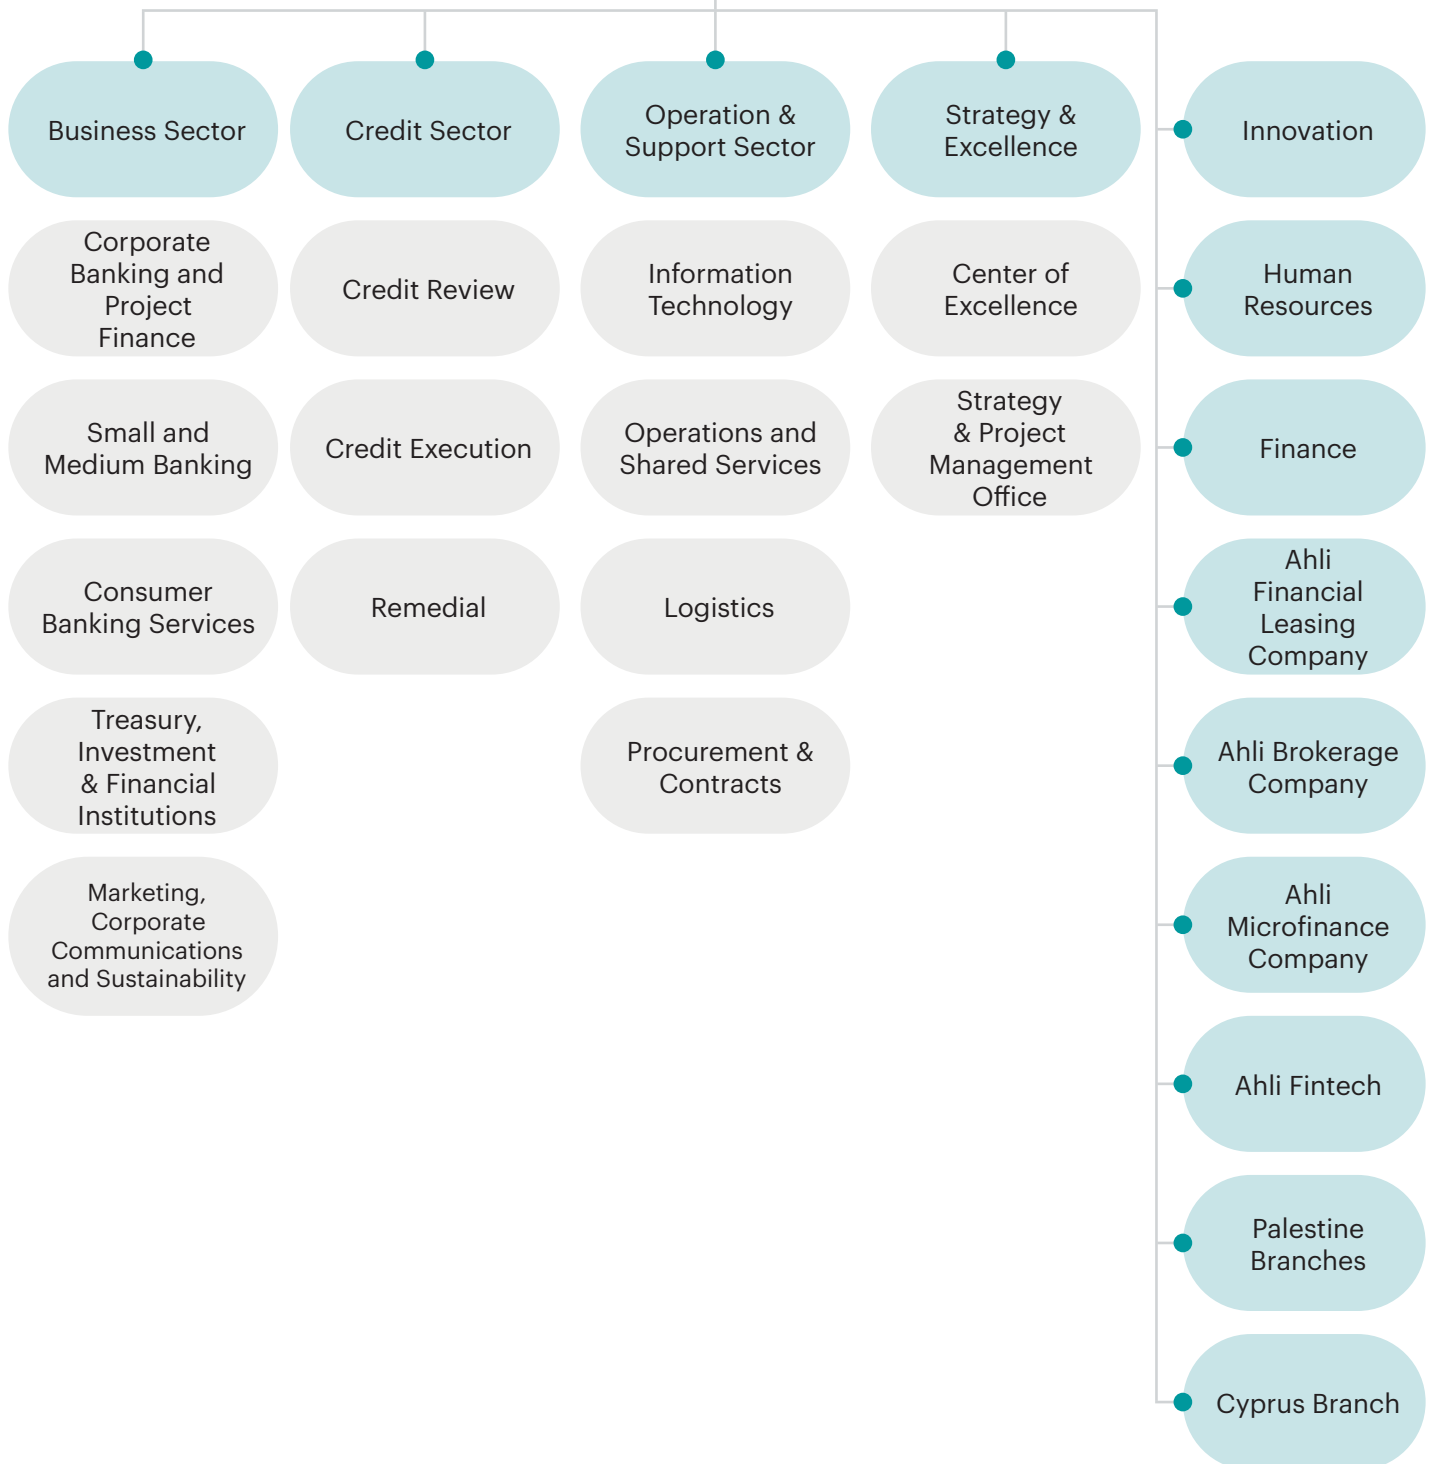 Business Sector
Corporate
Banking and
Project
Finance
Small and
Medium Banking
Consumer
Banking Services
Treasury,
Investment
& Financial
Institutions
Marketing,
Corporate
Communications
and Sustainability
Credit Sector
Credit Review
Credit Execution
Remedial
Operation &
Support Sector
Information
Technology
Operations and
Shared Services
Logistics
Procurement &
Contracts
Strategy &
Excellence
Center of
Excellence
Strategy
& Project
Management
Office
Innovation
Human
Resources
Finance
Ahli
Financial
Leasing
Company
Ahli Brokerage
Company
Ahli
Microfinance
Company
Ahli Fintech
Palestine
Branches
Cyprus Branch